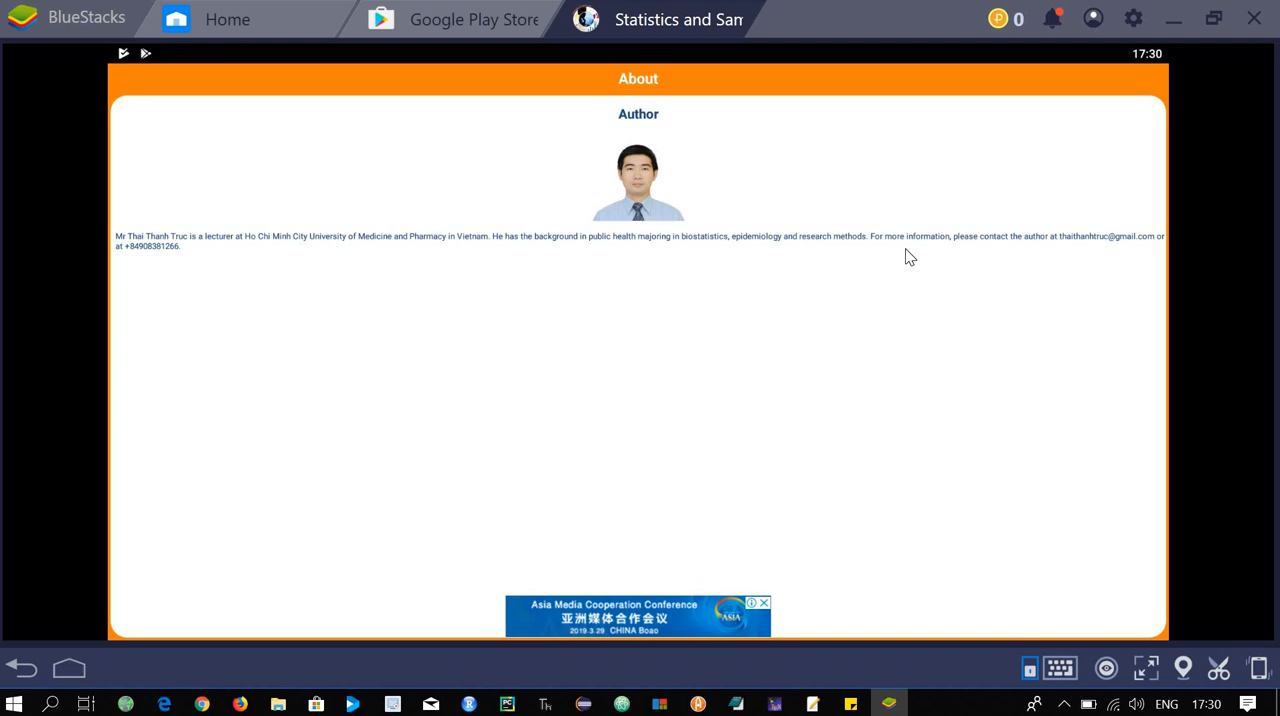 BlueStacks
Home
Google Play Store
Statistics and Sam
0
17:30
About
Author
Mr Thai Thanh Truc is a lecturer at Ho Chi Minh City University of Medicine and Pharmacy in Vietnam. He has the background in public health majoring in biostatistics, epidemiology and research methods. For more information, please contact the author at thaithanhtruc@gmail.com or
at +84908381266.
Asia Media Cooperation Conference
亚洲媒体合作会议
2019.3.29 CHINA Boao
ASIA
ENG
17:30